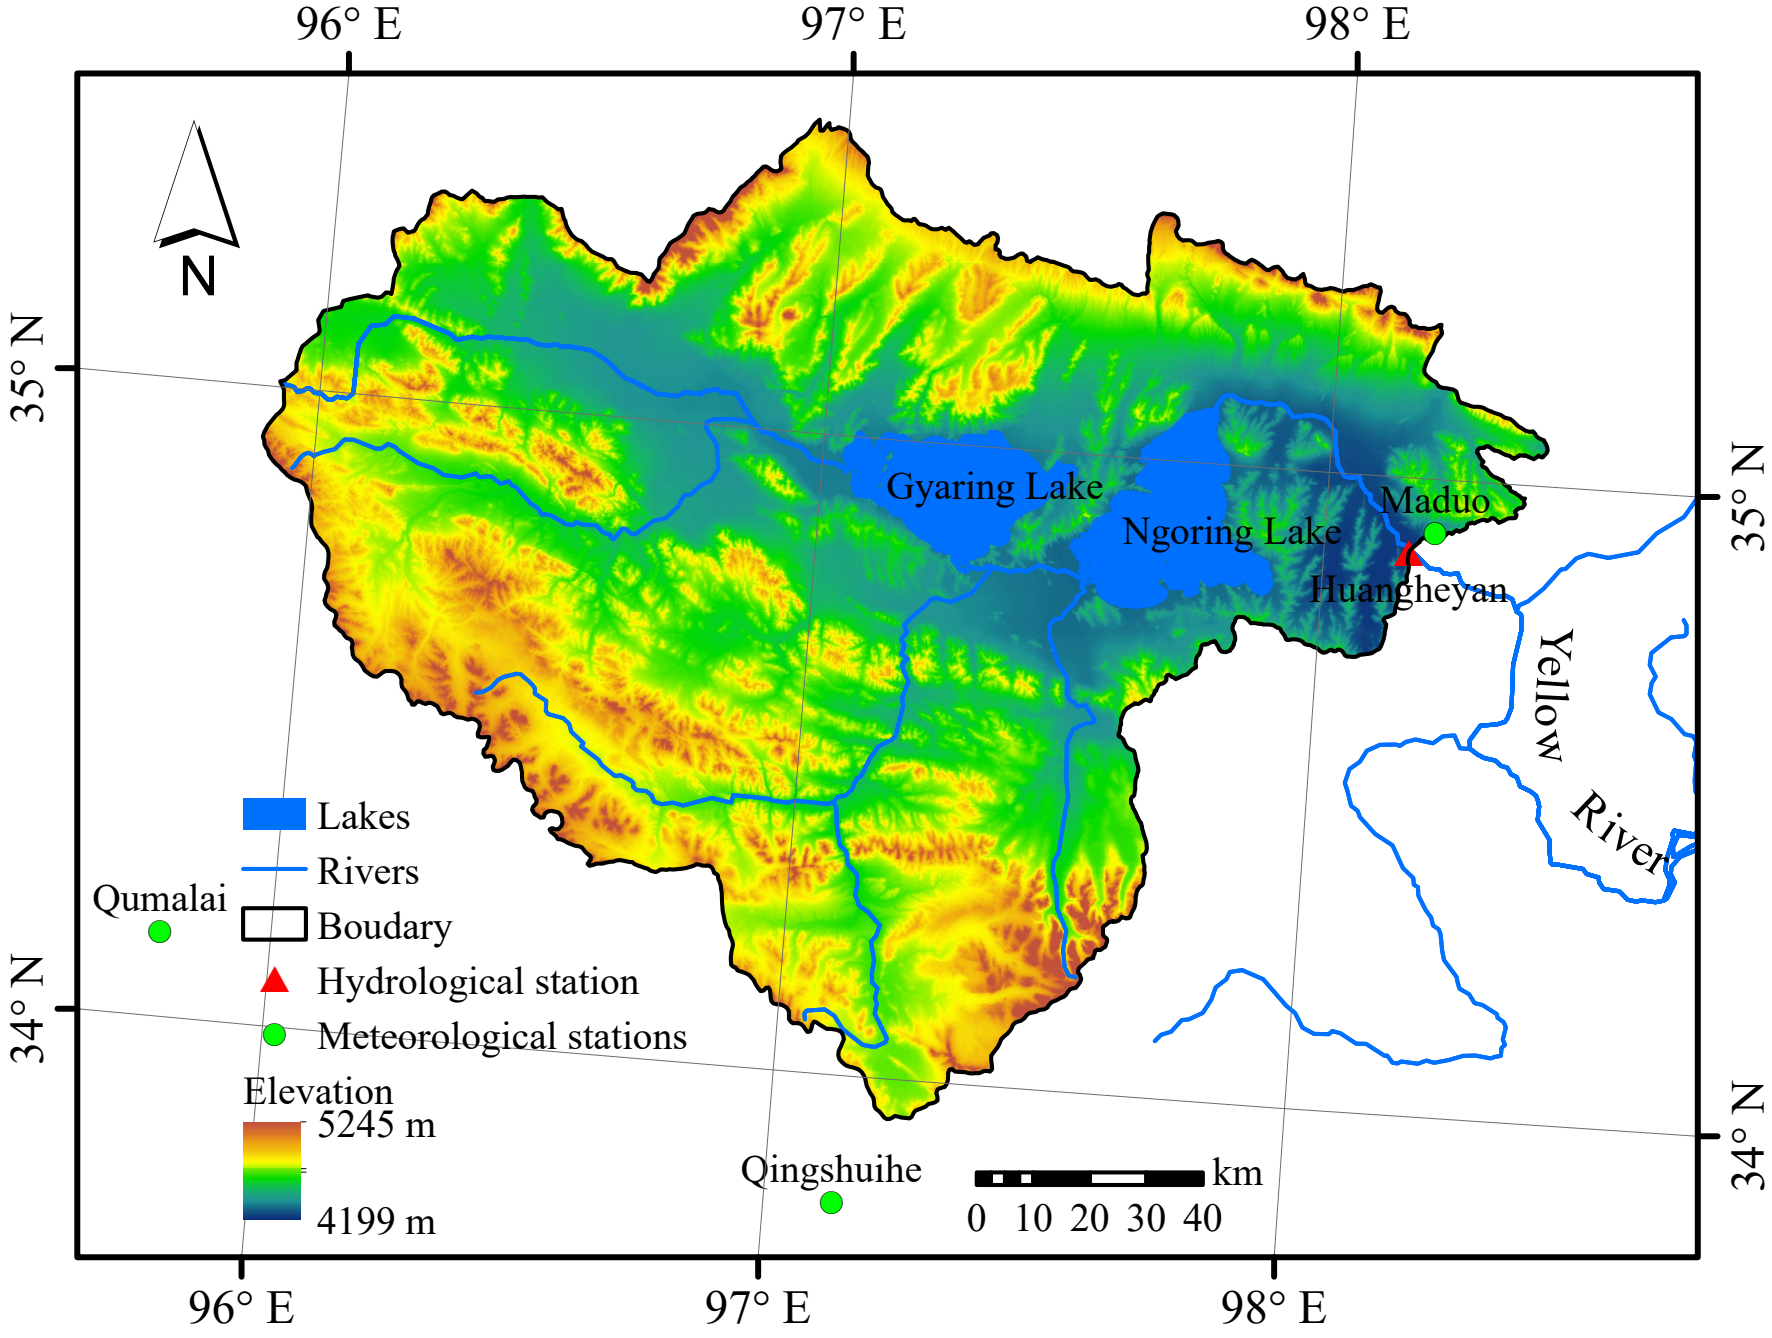 96° E 97° E 98° E
N
35° N
Gyaring Lake
Ngoring Lake
Maduo
35° N
Huangheyan
Yellow
River
Lakes
Rivers
Qumalai
Boudary
Hydrological station
34° N
Meteorological stations
Elevation
5245 m
4199 m
Qingshuihe
km
0 10 20 30 40
34° N
96° E 97° E 98° E